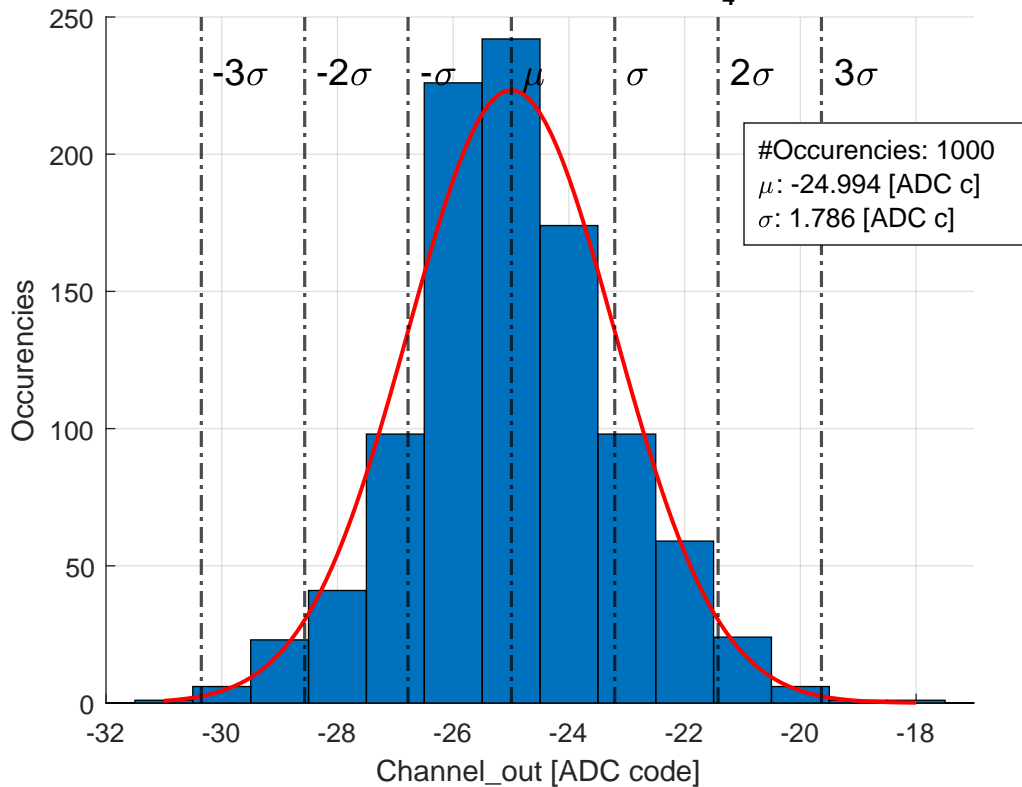 4
250
-3σ -2σ -σ μ σ 2σ 3σ
#Occurencies: 1000
μ: -24.994 [ADC c]
σ: 1.786 [ADC c]
200
150
100
50
0
Occurencies
-32 -30 -28 -26 -24 -22 -20 -18
Channel_out [ADC code]